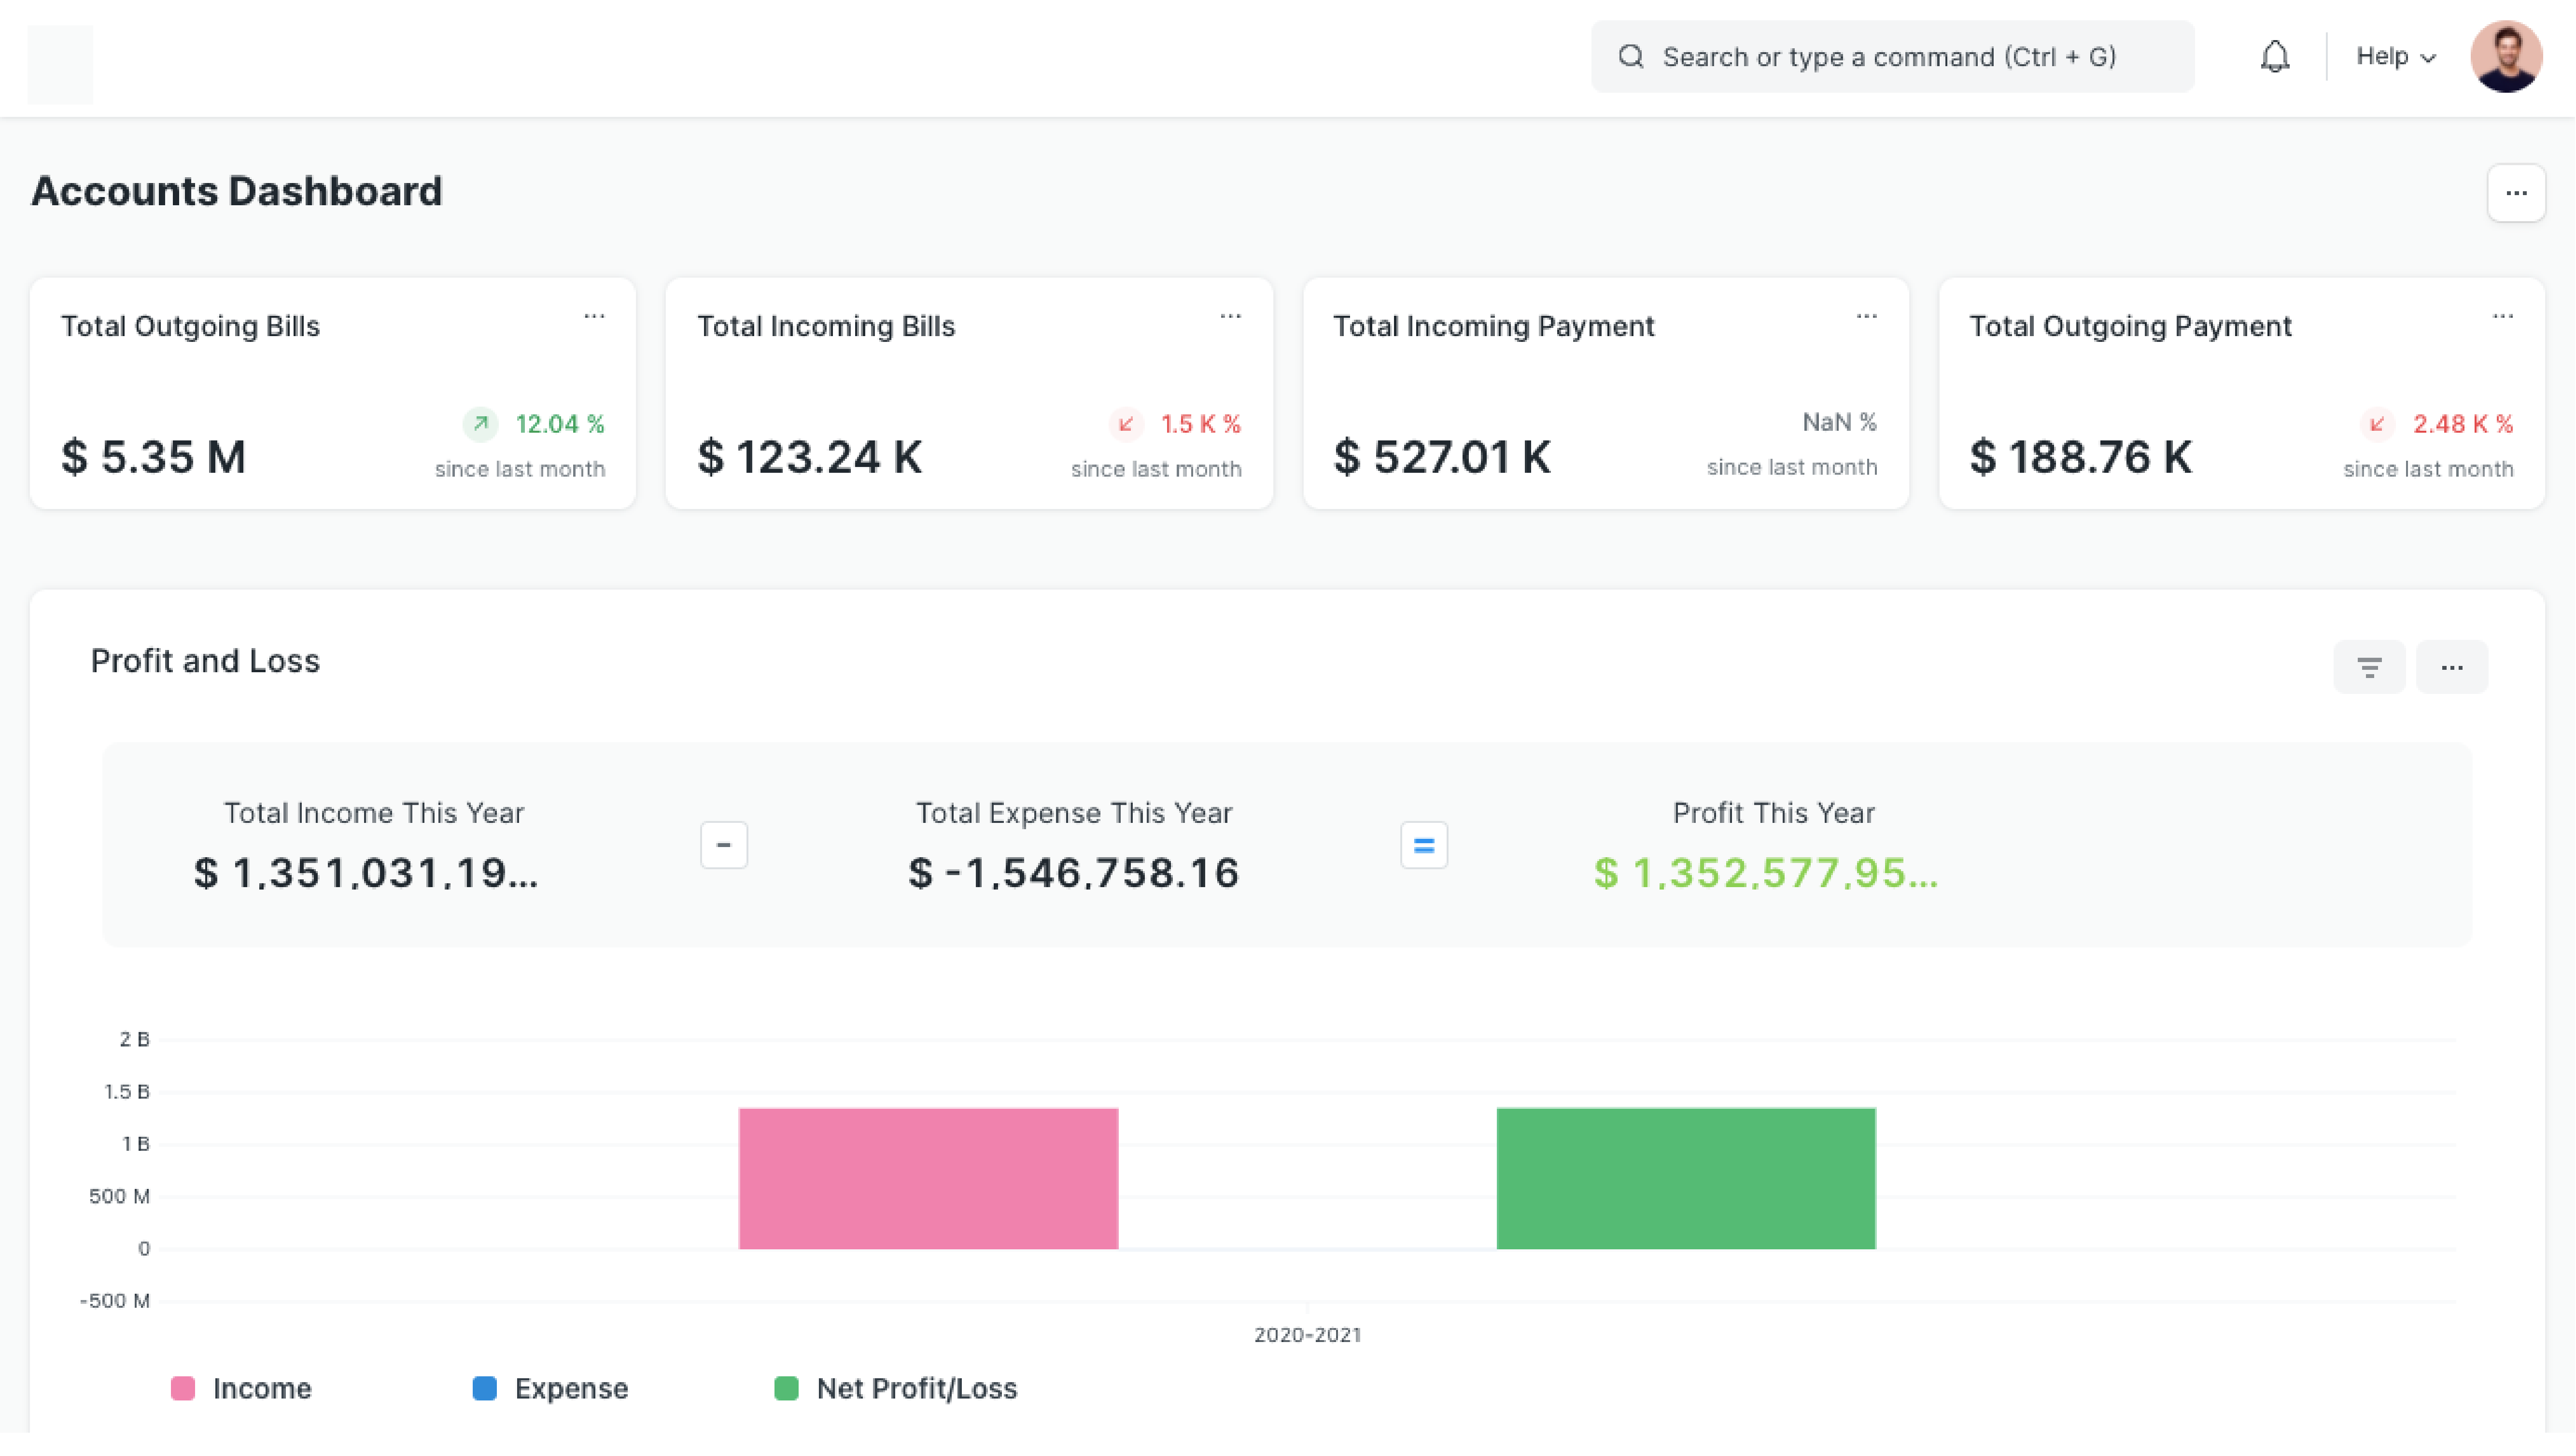 Search or type a command (Ctrl + G)
Help
Accounts Dashboard
...
Total Outgoing Bills
...
$ 5.35 M
12.04 %
since last month
Total Incoming Bills
...
$ 123.24 K
1.5 K %
since last month
Total Incoming Payment
...
$ 527.01 K
NaN %
since last month
Total Outgoing Payment
...
$ 188.76 K
2.48 K %
since last month
Profit and Loss
...
Total Income This Year
$ 1,351,031,19...
-
Total Expense This Year
$ -1,546,758.16
=
Profit This Year
$ 1,352,577,95...
2 B
1.5 B
1 B
500 M
0
-500 M
2020-2021
Income
Expense
Net Profit/Loss